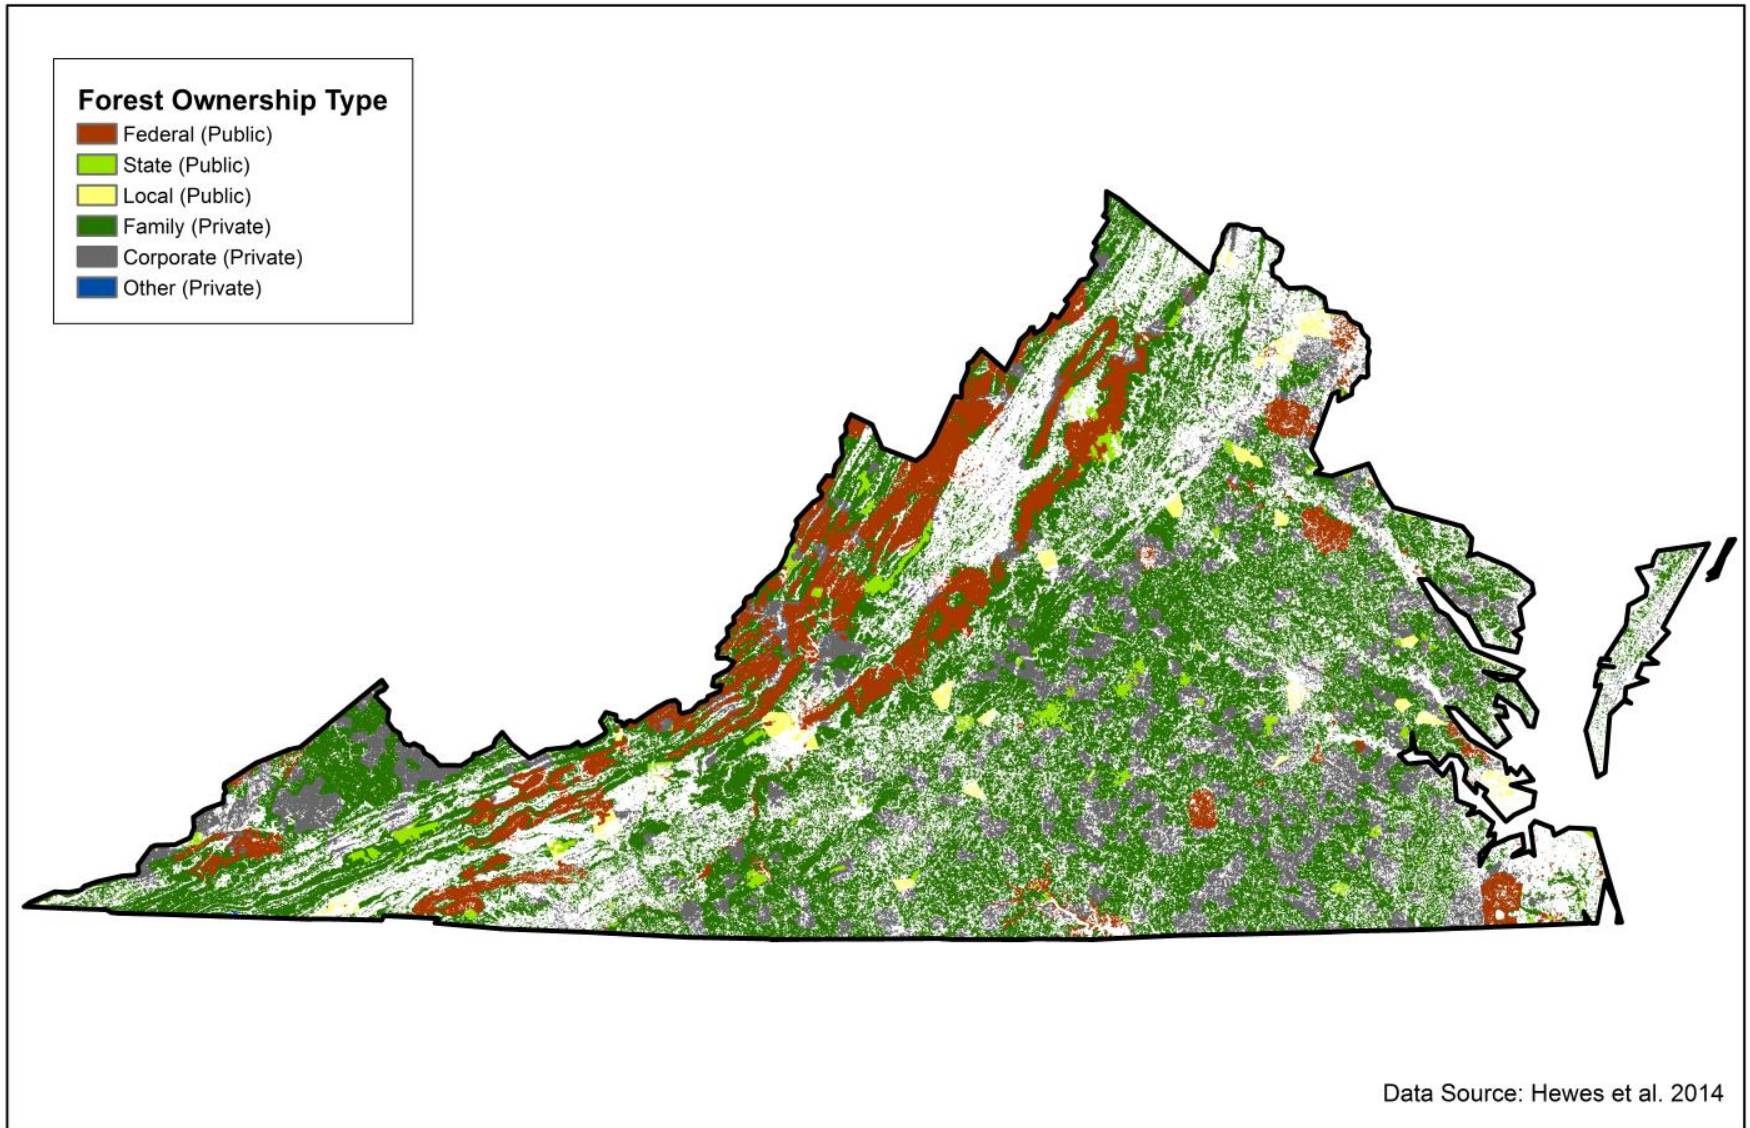 Forest Ownership Type
Federal (Public)
State (Public)
Local (Public)
Family (Private)
Corporate (Private)
Other (Private)
Data Source: Hewes et al. 2014